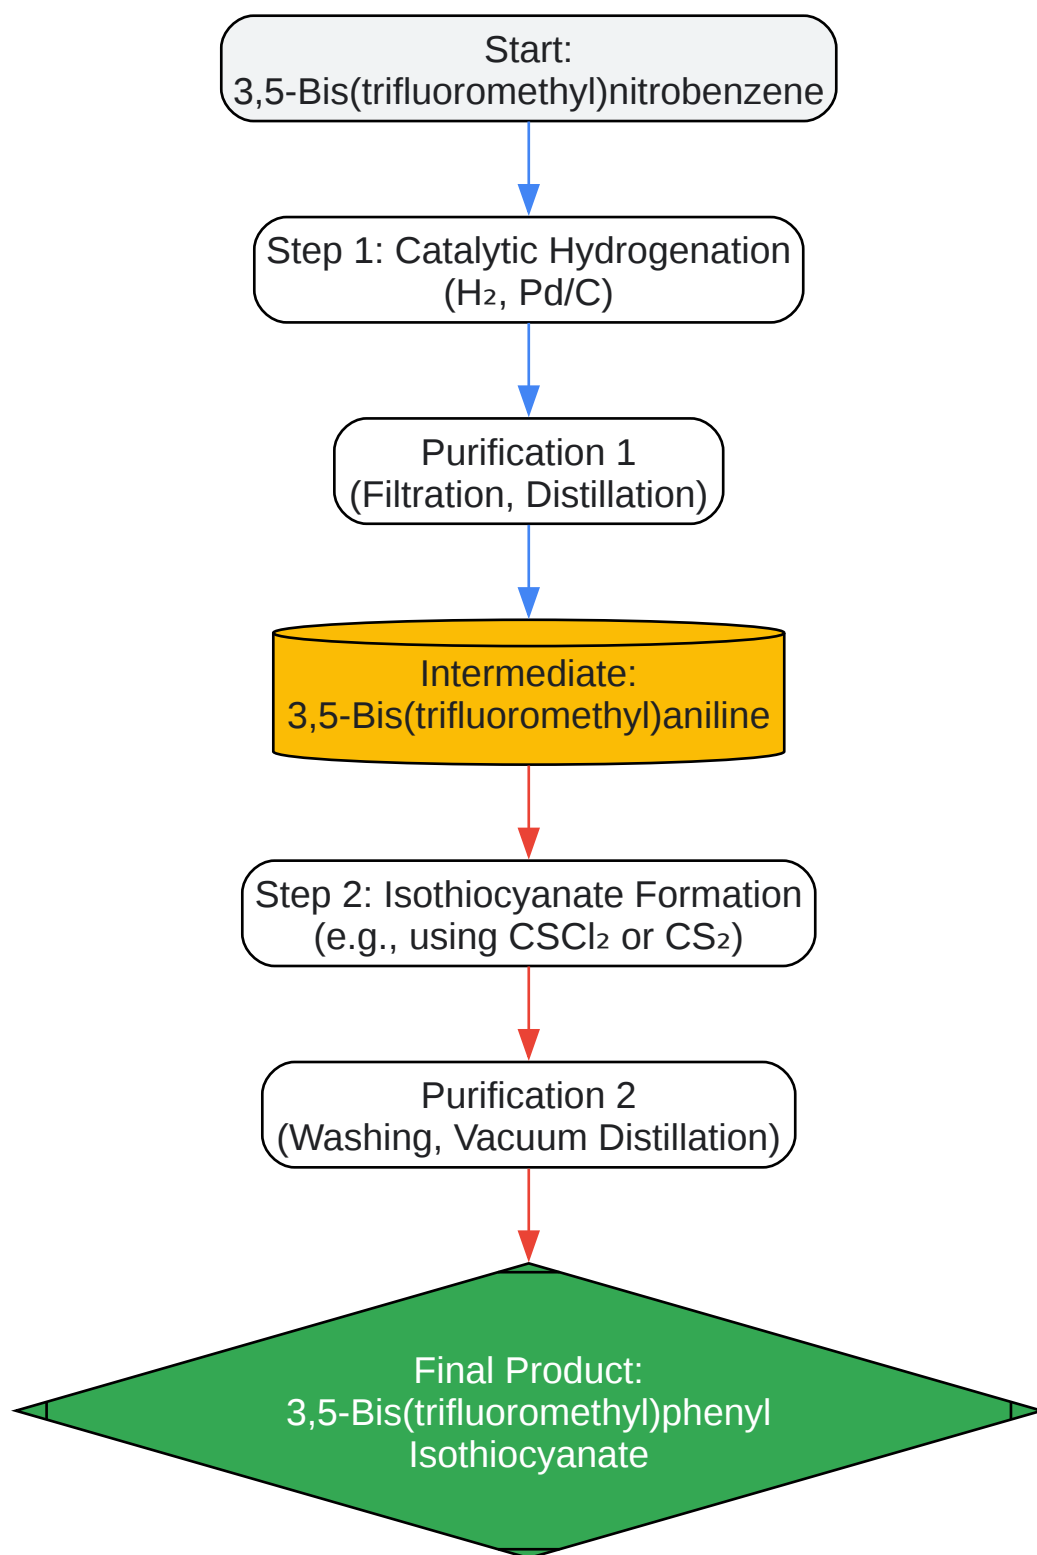 Start:
3,5-Bis(trifluoromethyl)nitrobenzene
Step 1: Catalytic Hydrogenation
(H₂, Pd/C)
Purification 1
(Filtration, Distillation)
Intermediate:
3,5-Bis(trifluoromethyl)aniline
Step 2: Isothiocyanate Formation
(e.g., using CSCl₂ or CS₂)
Purification 2
(Washing, Vacuum Distillation)
Final Product:
3,5-Bis(trifluoromethyl)phenyl
Isothiocyanate